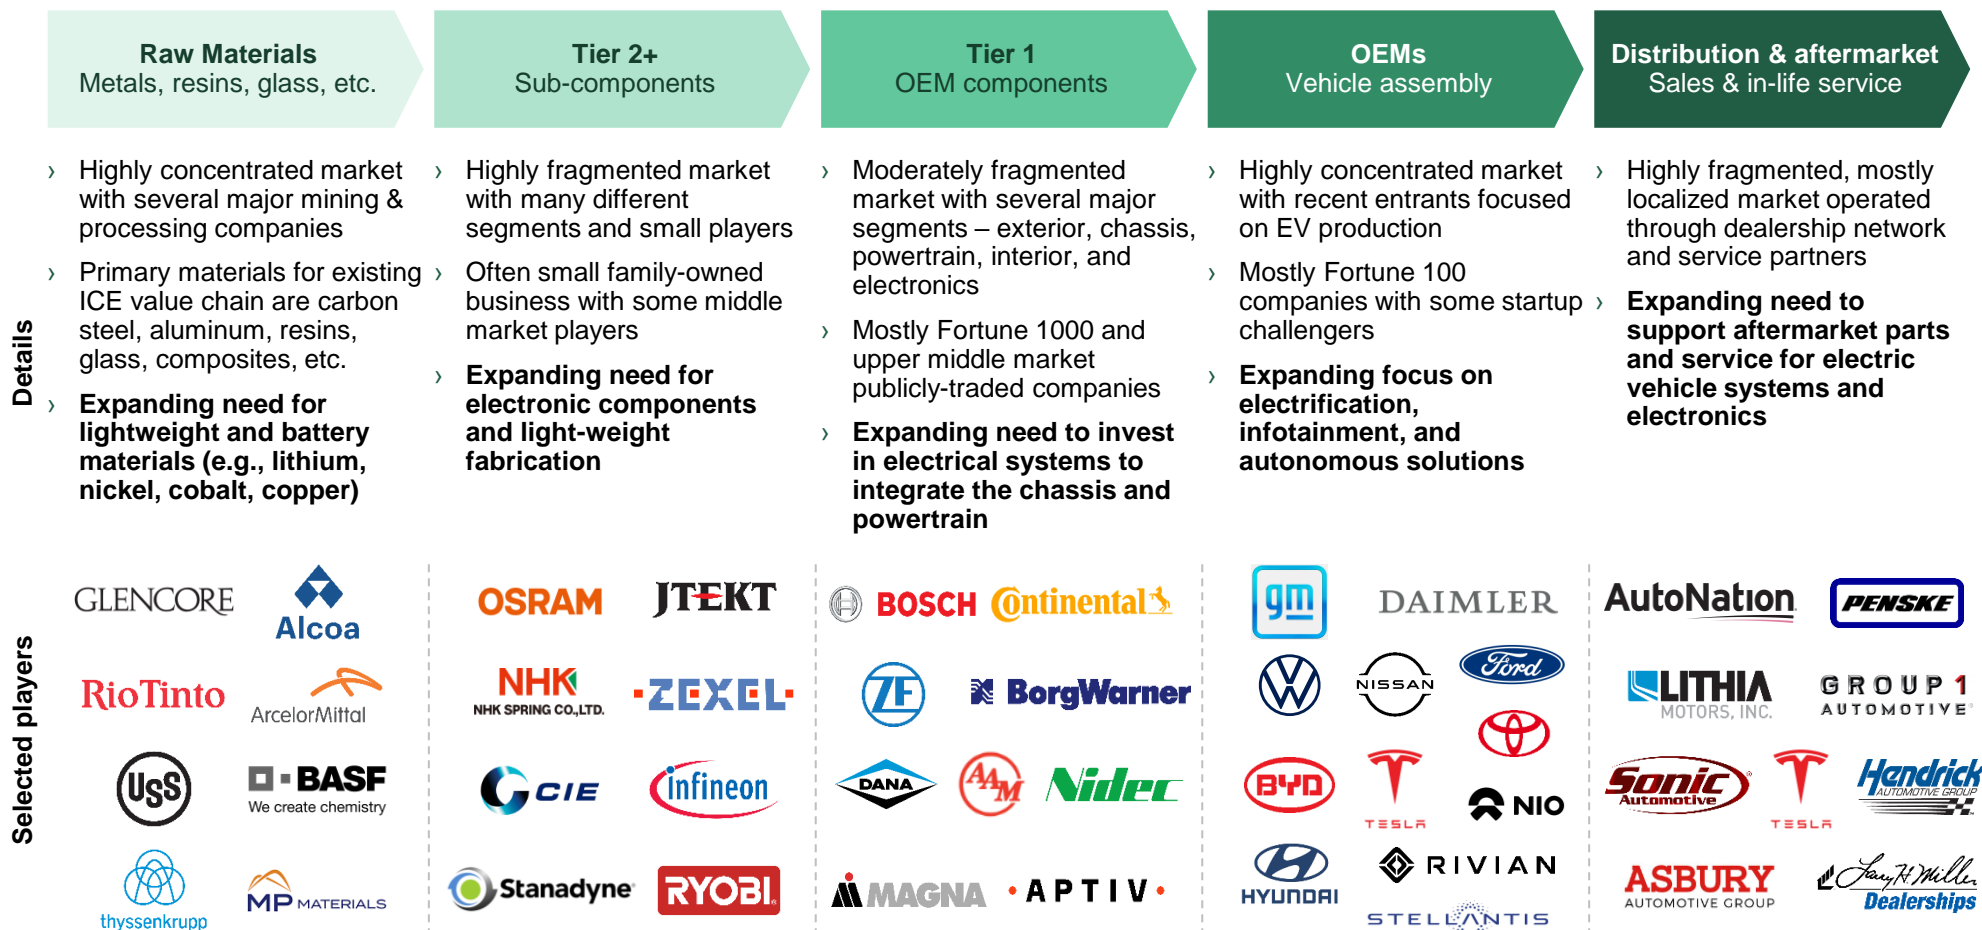 Raw Materials
Metals, resins, glass, etc.
Tier 2+
Sub-components
Tier 1
OEM components
OEMs
Vehicle assembly
Distribution & aftermarket
Sales & in-life service
Details
› Highly concentrated market
with several major mining &
processing companies
› Primary materials for existing
ICE value chain are carbon
steel, aluminum, resins,
glass, composites, etc.
› Expanding need for
lightweight and battery
materials (e.g., lithium,
nickel, cobalt, copper)
› Highly fragmented market
with many different
segments and small players
› Often small family-owned
business with some middle
market players
› Expanding need for
electronic components
and light-weight
fabrication
› Moderately fragmented
market with several major
segments – exterior, chassis,
powertrain, interior, and
electronics
› Mostly Fortune 1000 and
upper middle market
publicly-traded companies
› Expanding need to invest
in electrical systems to
integrate the chassis and
powertrain
› Highly concentrated market
with recent entrants focused
on EV production
› Mostly Fortune 100
companies with some startup
challengers
› Expanding focus on
electrification,
infotainment, and
autonomous solutions
› Highly fragmented, mostly
localized market operated
through dealership network
and service partners
› Expanding need to
support aftermarket parts
and service for electric
vehicle systems and
electronics
Selected players
GLENCORE
Alcoa
RioTinto
ArcelorMittal
USS
BASF
We create chemistry
thyssenkrupp
MP MATERIALS
OSRAM
JTEKT
NHK
NHK SPRING CO.,LTD.
ZEXEL
CIE
infineon
Stanadyne
RYOBI
BOSCH
Continental
ZF
BorgWarner
DANA
AAM
Nidec
MAGNA
• APTIV •
gm
DAIMLER
VW
NISSAN
Ford
BYD
TESLA
NIO
HYUNDAI
RIVIAN
STELLANTIS
AutoNation
PENSKE
LITHIA
MOTORS, INC.
GROUP 1
AUTOMOTIVE
Sonic
Automotive
TESLA
Hendrick
AUTOMOTIVE GROUP
ASBURY
AUTOMOTIVE GROUP
Larry H. Miller
Dealerships